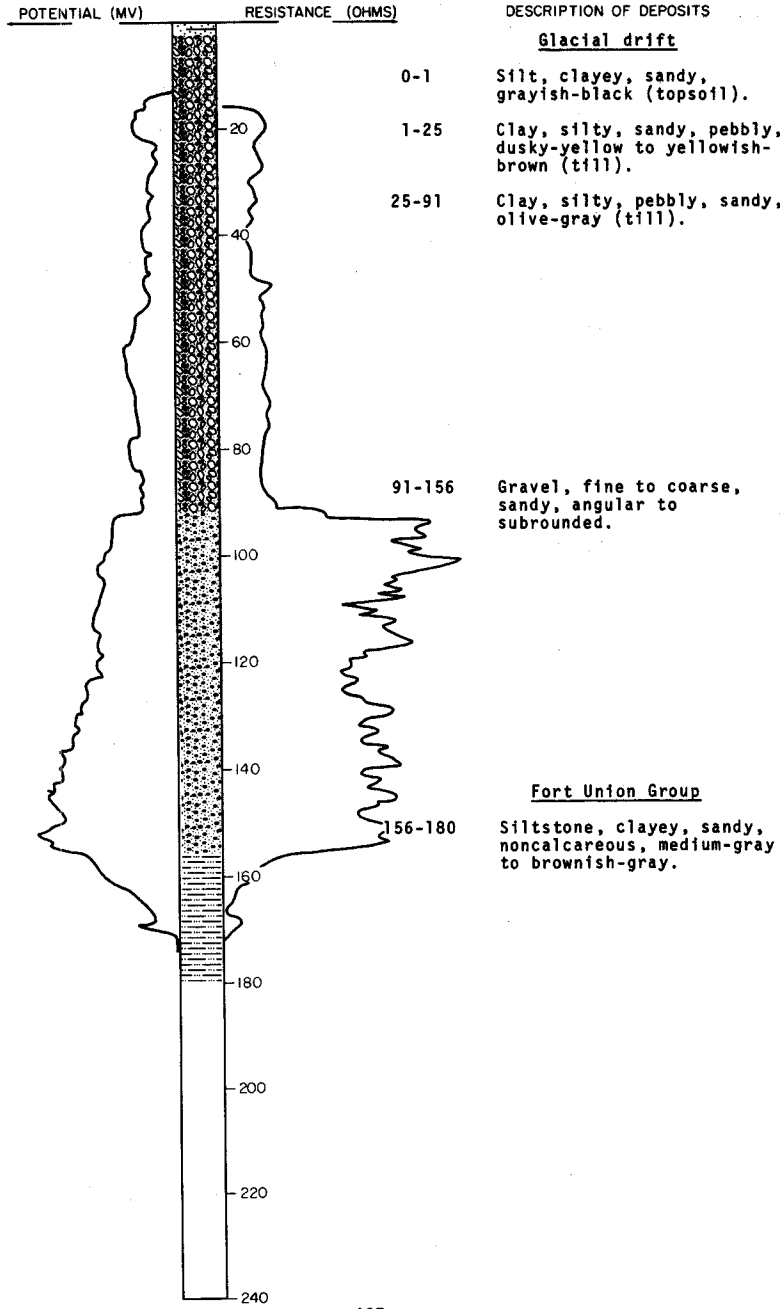 POTENTIAL (MV) RESISTANCE (OHMS) DESCRIPTION OF DEPOSITS
Glacial drift
0-1 Silt, clayey, sandy,
grayish-black (topsoil).
20
1-25 Clay, silty, sandy, pebbly,
dusky-yellow to yellowish-
brown (till).
25-91 Clay, silty, pebbly, sandy,
olive-gray (till).
40
60
80
91-156 Gravel, fine to coarse,
sandy, angular to
subrounded.
100
120
140
Fort Union Group
156-180 Siltstone, clayey, sandy,
noncalcareous, medium-gray
to brownish-gray.
160
180
200
220
240